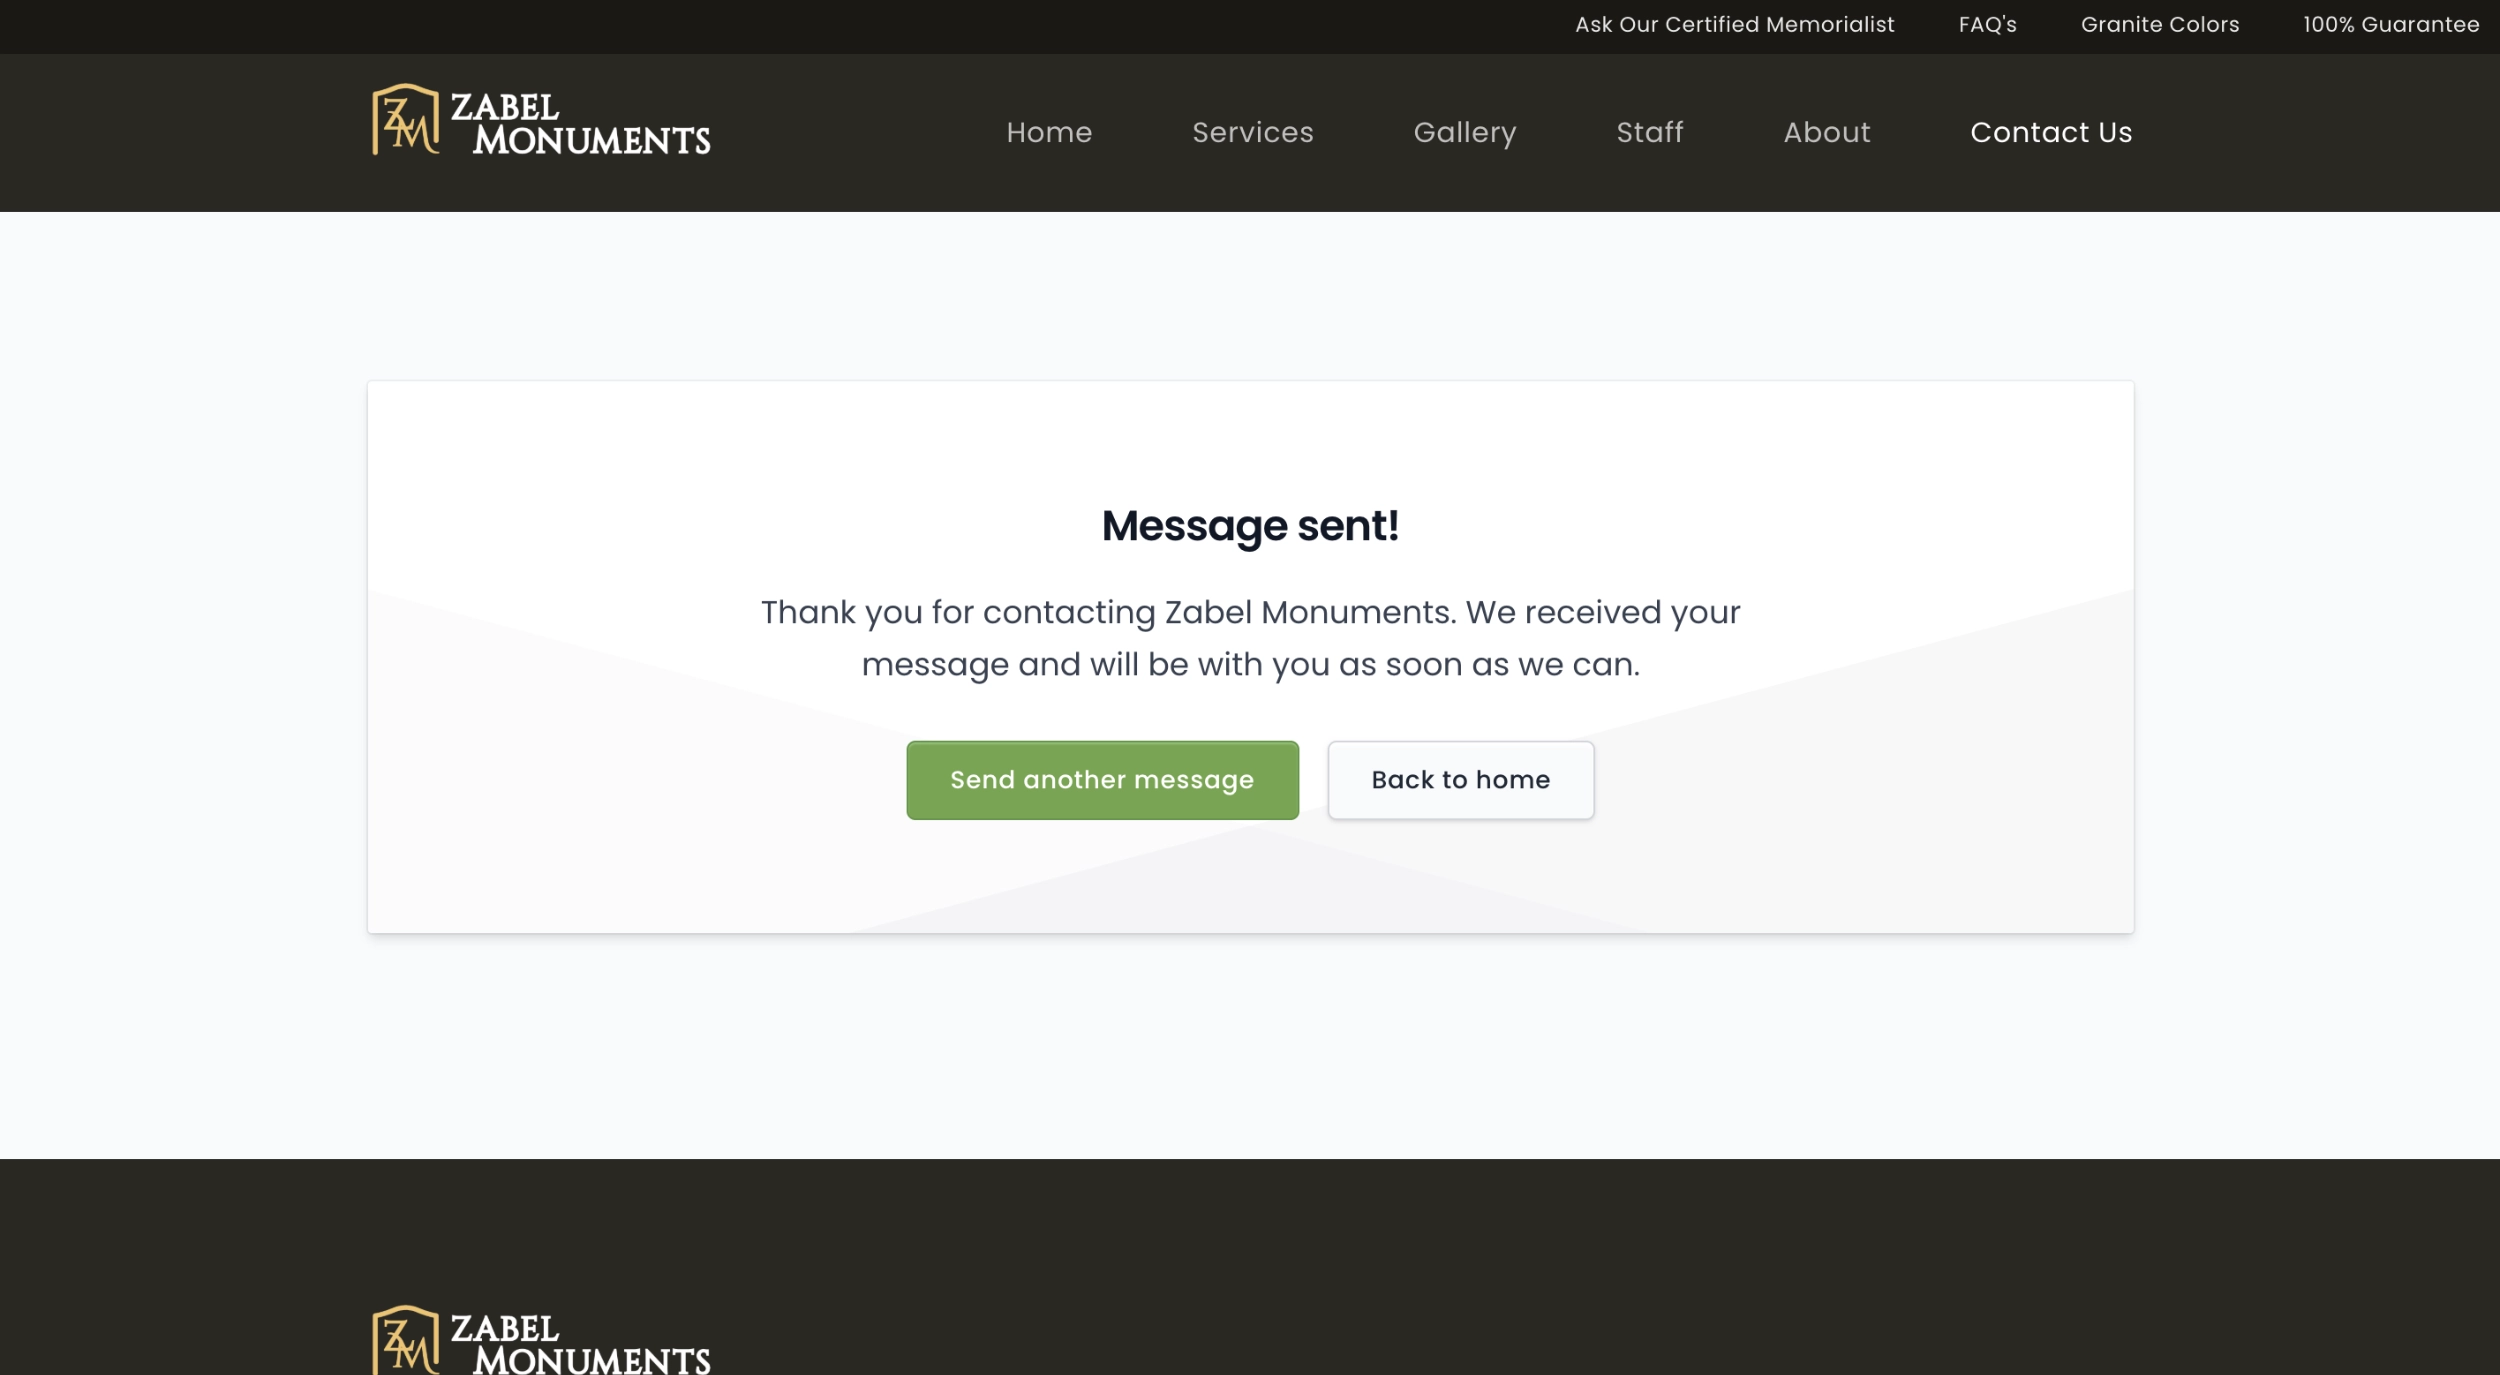 Ask Our Certified Memorialist
FAQ's
Granite Colors
100% Guarantee
ZM
ZABEL
MONUMENTS
Home
Services
Gallery
Staff
About
Contact Us
Message sent!
Thank you for contacting Zabel Monuments. We received your
message and will be with you as soon as we can.
Send another message
Back to home
ZM
ZABEL
MONUMENTS